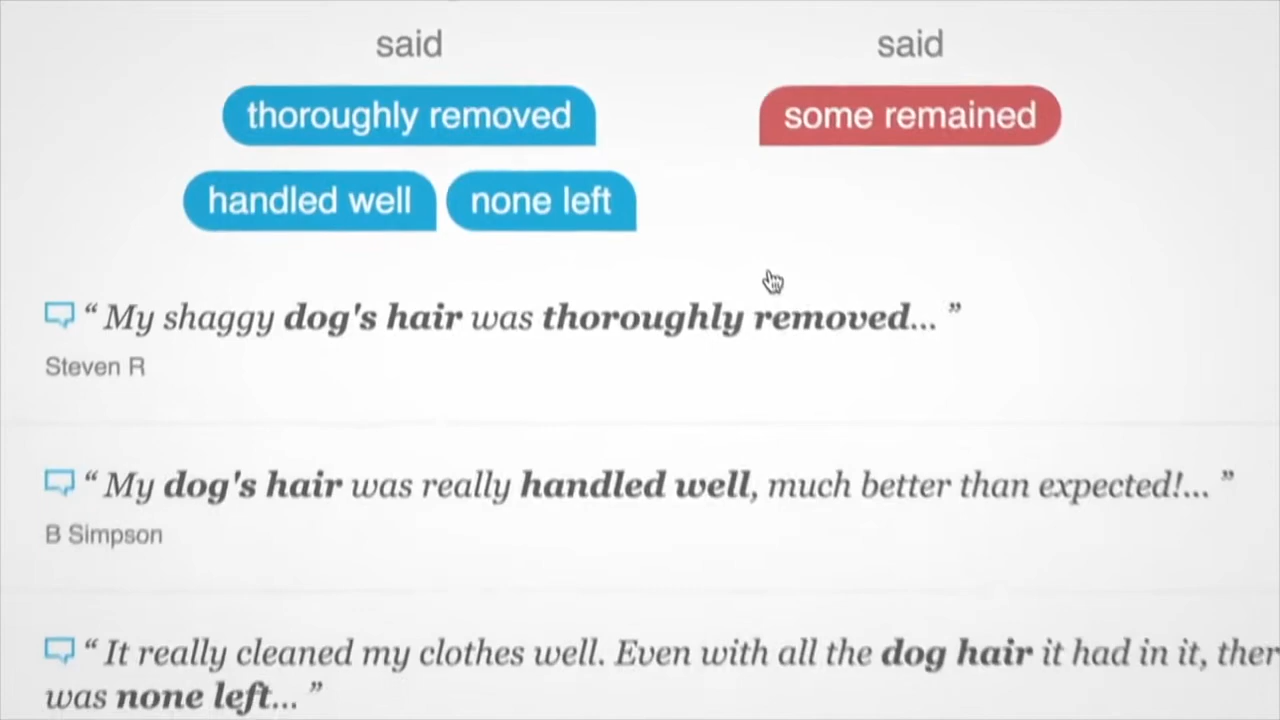 said said
thoroughly removed some remained
handled well none left
“ My shaggy dog's hair was thoroughly removed... ”
Steven R
“ My dog's hair was really handled well, much better than expected!... ”
B Simpson
“ It really cleaned my clothes well. Even with all the dog hair it had in it,
was none left... ”